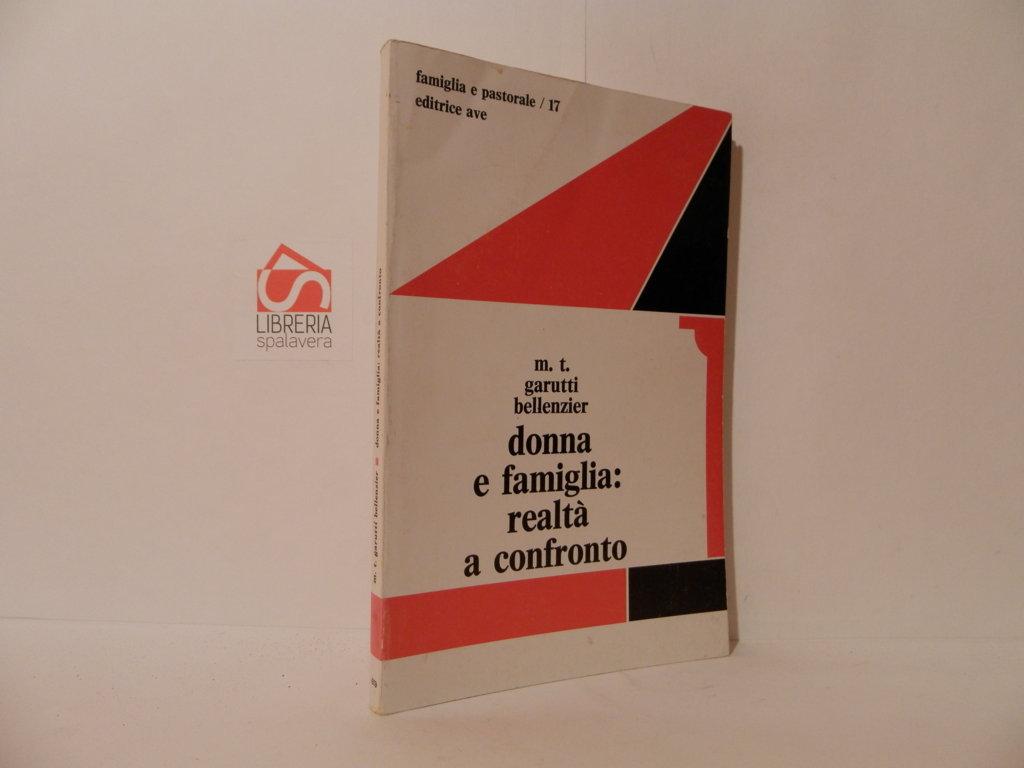 famiglia e pastorale / 17
editrice ave
m. t.
garutti
bellenzier
donna
e famiglia:
realtà
a confronto
m. t. garutti bellenzier donna e famiglia: realtà a confronto
LIBRERIA
spalavera